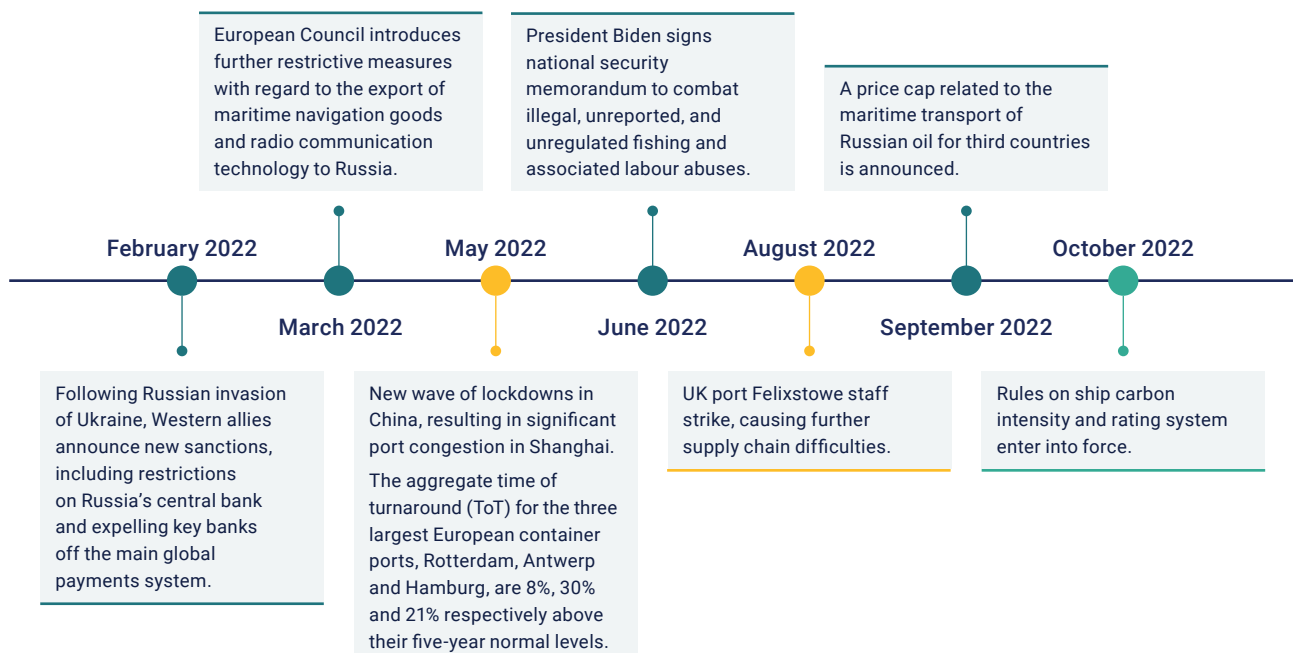 European Council introduces
further restrictive measures
with regard to the export of
maritime navigation goods
and radio communication
technology to Russia.
President Biden signs
national security
memorandum to combat
illegal, unreported, and
unregulated fishing and
associated labour abuses.
A price cap related to the
maritime transport of
Russian oil for third countries
is announced.
February 2022
May 2022
August 2022
October 2022
March 2022
June 2022
September 2022
Following Russian invasion
of Ukraine, Western allies
announce new sanctions,
including restrictions
on Russia’s central bank
and expelling key banks
off the main global
payments system.
New wave of lockdowns in
China, resulting in significant
port congestion in Shanghai.
The aggregate time of
turnaround (ToT) for the three
largest European container
ports, Rotterdam, Antwerp
and Hamburg, are 8%, 30%
and 21% respectively above
their five-year normal levels.
UK port Felixstowe staff
strike, causing further
supply chain difficulties.
Rules on ship carbon
intensity and rating system
enter into force.